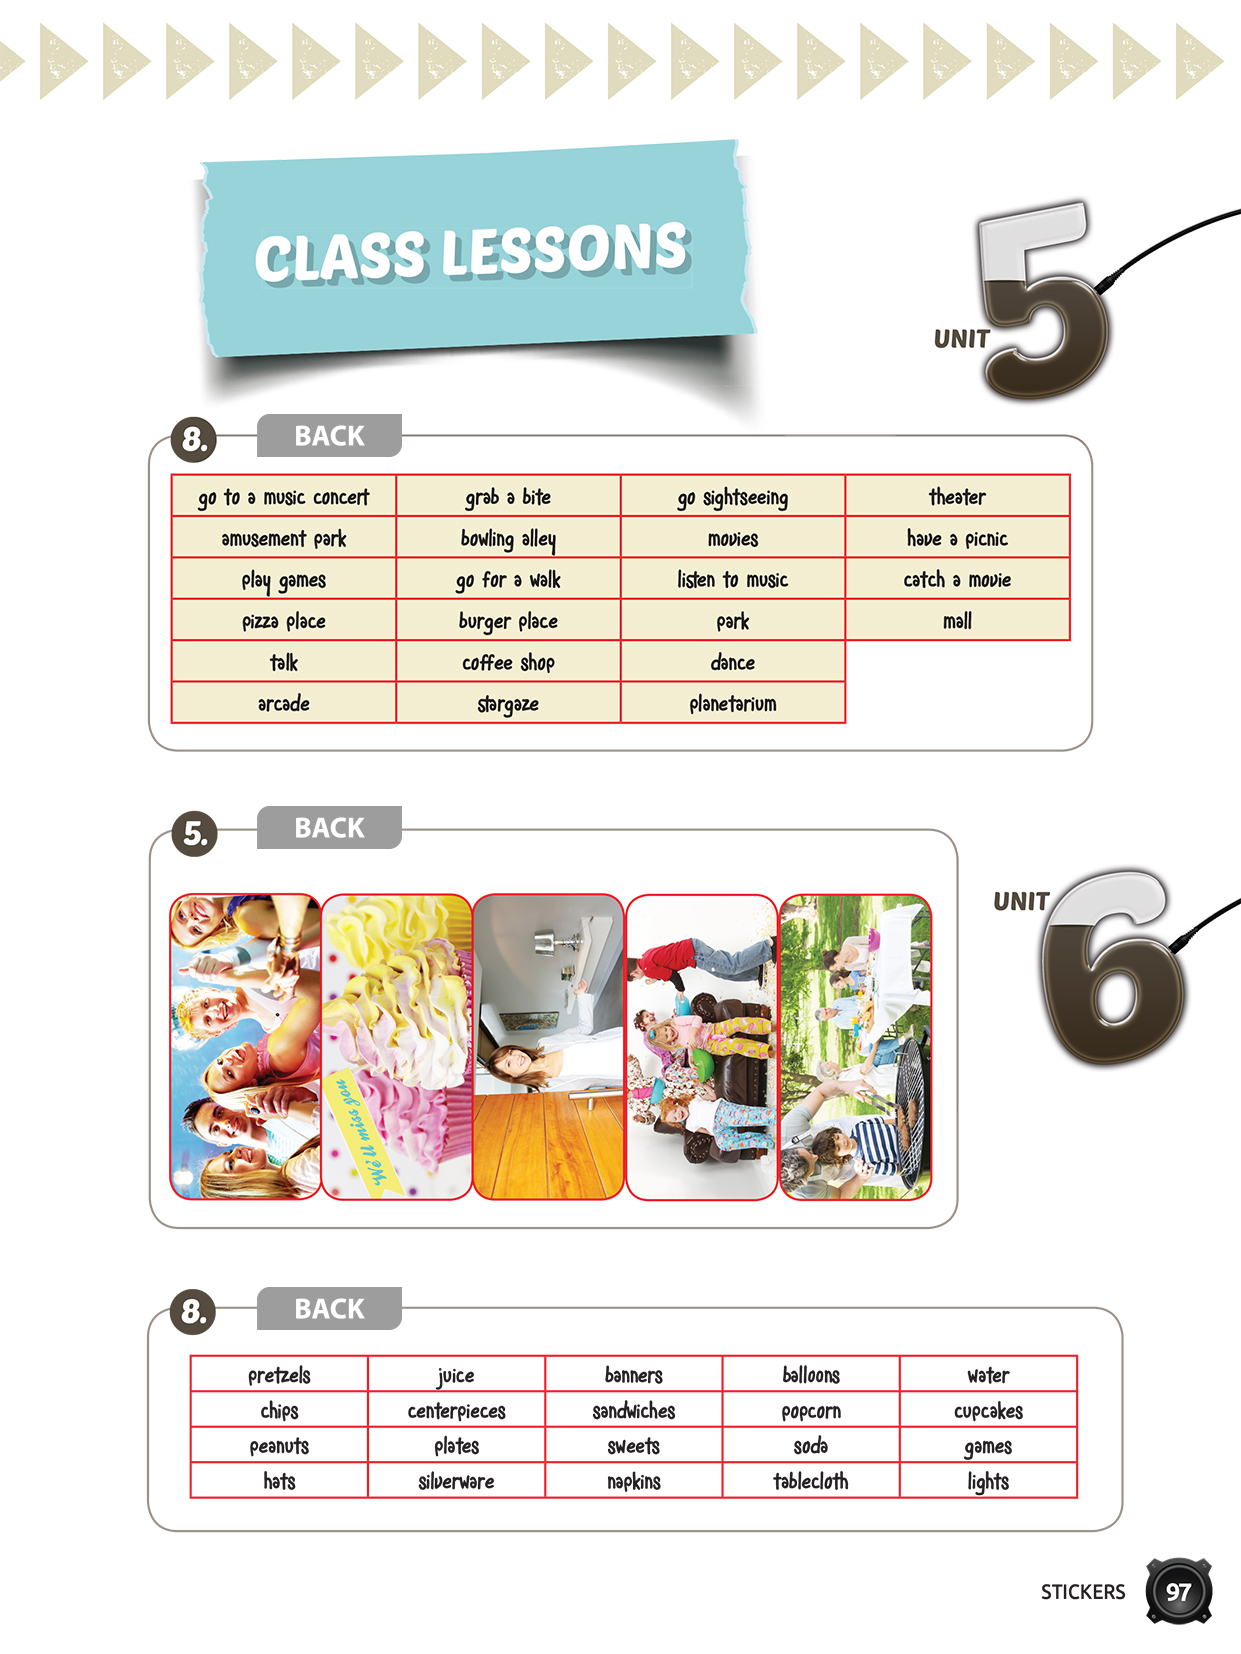 CLASS LESSONS
UNIT 5
8. BACK
go to a music concert grab a bite go sightseeing theater
amusement park bowling alley movies have a picnic
play games go for a walk listen to music catch a movie
pizza place burger place park mall
talk coffee shop dance
arcade stargaze planetarium
5. BACK
UNIT 6
We'll miss you
8. BACK
pretzels juice banners balloons water
chips centerpieces sandwiches popcorn cupcakes
peanuts plates sweets soda games
hats silverware napkins tablecloth lights
STICKERS 97